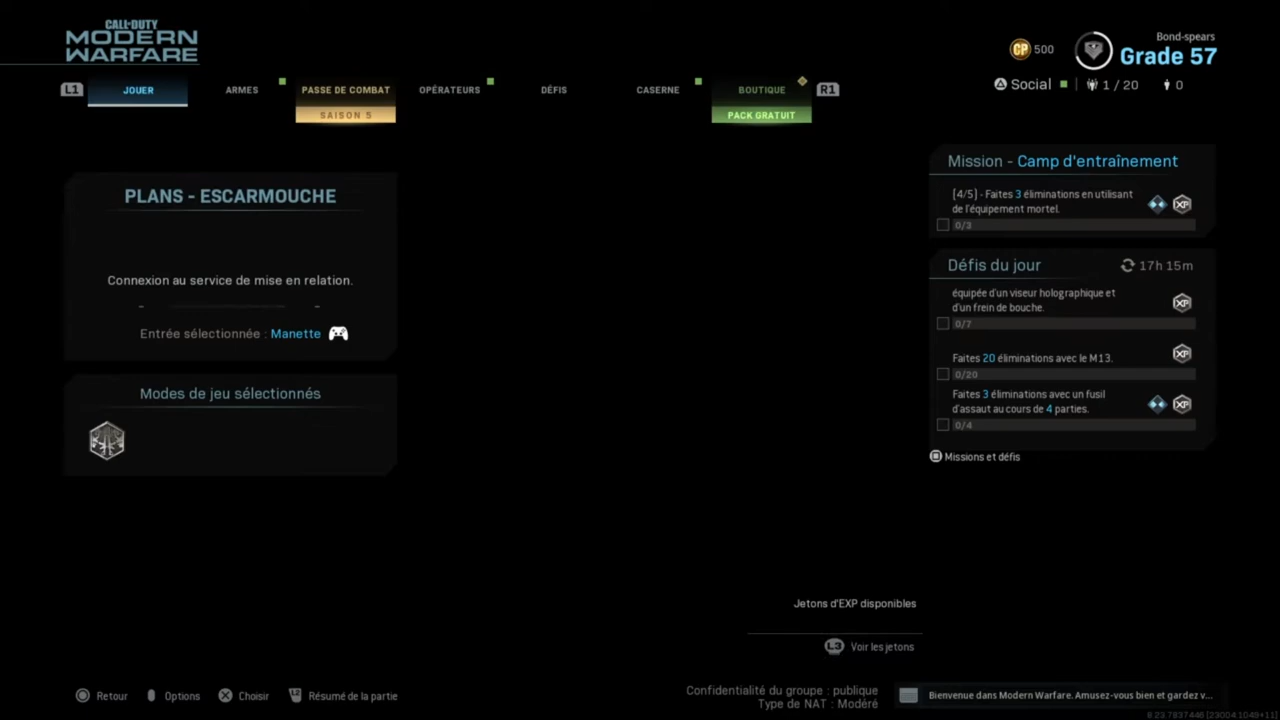 CALL OF DUTY
MODERN
WARFARE
CP 500
Bond-spears
Grade 57
Social 1 / 20 0
L1 JOUER ARMES PASSE DE COMBAT OPÉRATEURS DÉFIS CASERNE BOUTIQUE R1
SAISON 5 PACK GRATUIT
PLANS - ESCARMOUCHE
Connexion au service de mise en relation.
Entrée sélectionnée : Manette
Modes de jeu sélectionnés
Mission - Camp d'entraînement
[4/5] - Faites 3 éliminations en utilisant
de l'équipement mortel.
XP
0/3
Défis du jour 17h 15m
équipée d'un viseur holographique et
d'un frein de bouche.
XP
0/7
Faites 20 éliminations avec le M13.
XP
0/20
Faites 3 éliminations avec un fusil
d'assaut au cours de 4 parties.
XP
0/4
Missions et défis
Jetons d'EXP disponibles
L3 Voir les jetons
Retour Options Choisir L2 Résumé de la partie
Confidentialité du groupe : publique
Type de NAT : Modéré
Bienvenue dans Modern Warfare. Amusez-vous bien et gardez v...